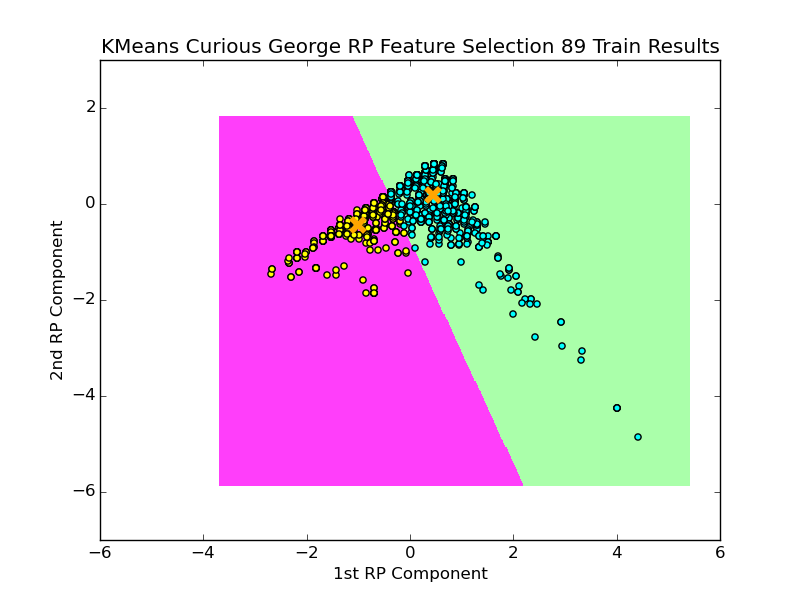 KMeans Curious George RP Feature Selection 89 Train Results
2
0
−2
−4
−6
2nd RP Component
−6 −4 −2 0 2 4 6
1st RP Component